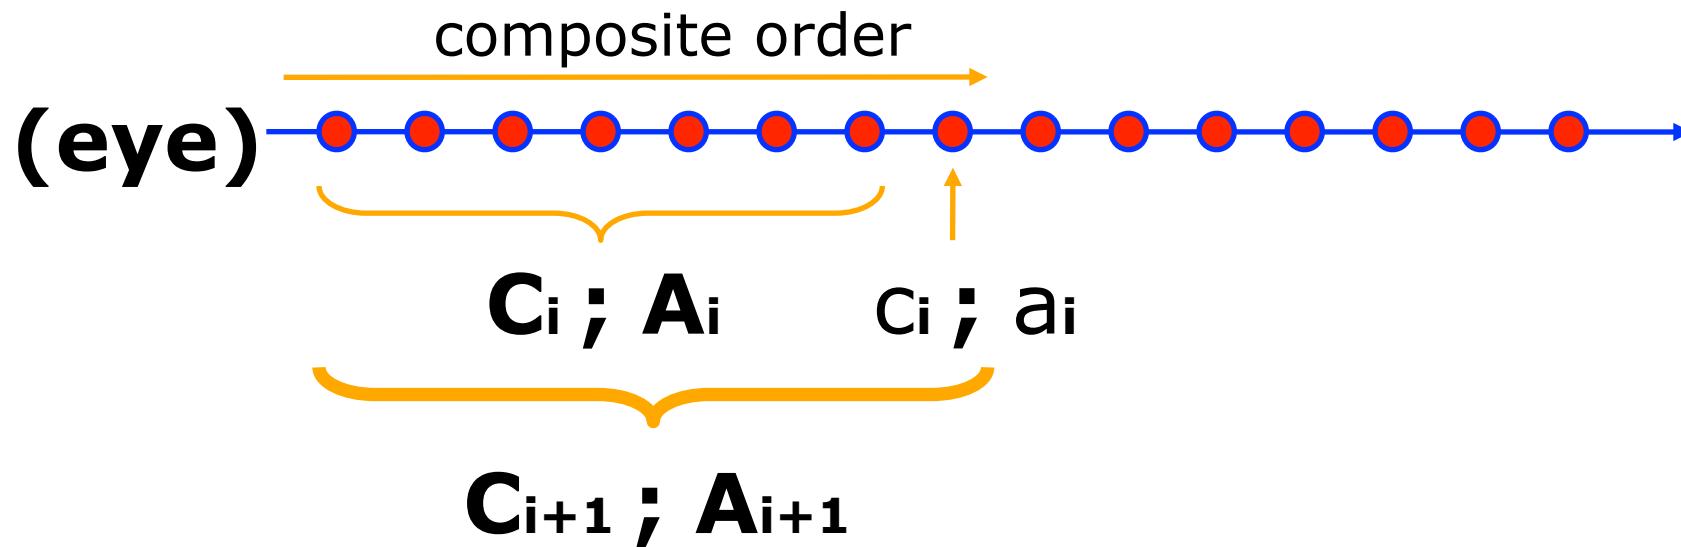 composite order
(eye)
Ci ; Ai ci ; ai
Ci+1 ; Ai+1